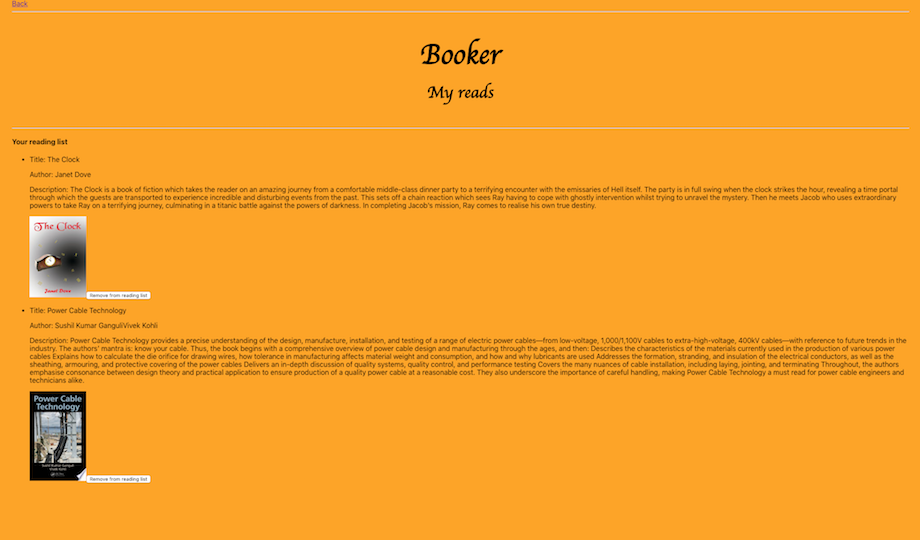 Back
Booker
My reads
Your reading list
Title: The Clock
Author: Janet Dove
Description: The Clock is a book of fiction which takes the reader on an amazing journey from a comfortable middle-class dinner party to a terrifying encounter with the emissaries of Hell itself. The party is in full swing when the clock strikes the hour, revealing a time portal
through which the guests are transported to experience incredible and disturbing events from the past. This sets off a chain reaction which sees Ray having to cope with ghostly intervention whilst trying to unravel the mystery. Then he meets Jacob who uses extraordinary
powers to take Ray on a terrifying journey, culminating in a titanic battle against the powers of darkness. In completing Jacob's mission, Ray comes to realise his own true destiny.
The Clock
Janet Dove
Remove from reading list
Title: Power Cable Technology
Author: Sushil Kumar GanguliVivek Kohli
Description: Power Cable Technology provides a precise understanding of the design, manufacture, installation, and testing of a range of electric power cables—from low-voltage, 1,000/1,100V cables to extra-high-voltage, 400kV cables—with reference to future trends in the
industry. The authors' mantra is: know your cable. Thus, the book begins with a comprehensive overview of power cable design and manufacturing through the ages, and then: Describes the characteristics of the materials currently used in the production of various power
cables Explains how to calculate the die orifice for drawing wires, how tolerance in manufacturing affects material weight and consumption, and how and why lubricants are used Addresses the formation, stranding, and insulation of the electrical conductors, as well as the
sheathing, armouring, and protective covering of the power cables Delivers an in-depth discussion of quality systems, quality control, and performance testing Covers the many nuances of cable installation, including laying, jointing, and terminating Throughout, the authors
emphasise consonance between design theory and practical application to ensure production of a quality power cable at a reasonable cost. They also underscore the importance of careful handling, making Power Cable Technology a must read for power cable engineers and
technicians alike.
Power Cable
Technology
Sushil Kumar Ganguli
Vivek Kohli
Remove from reading list